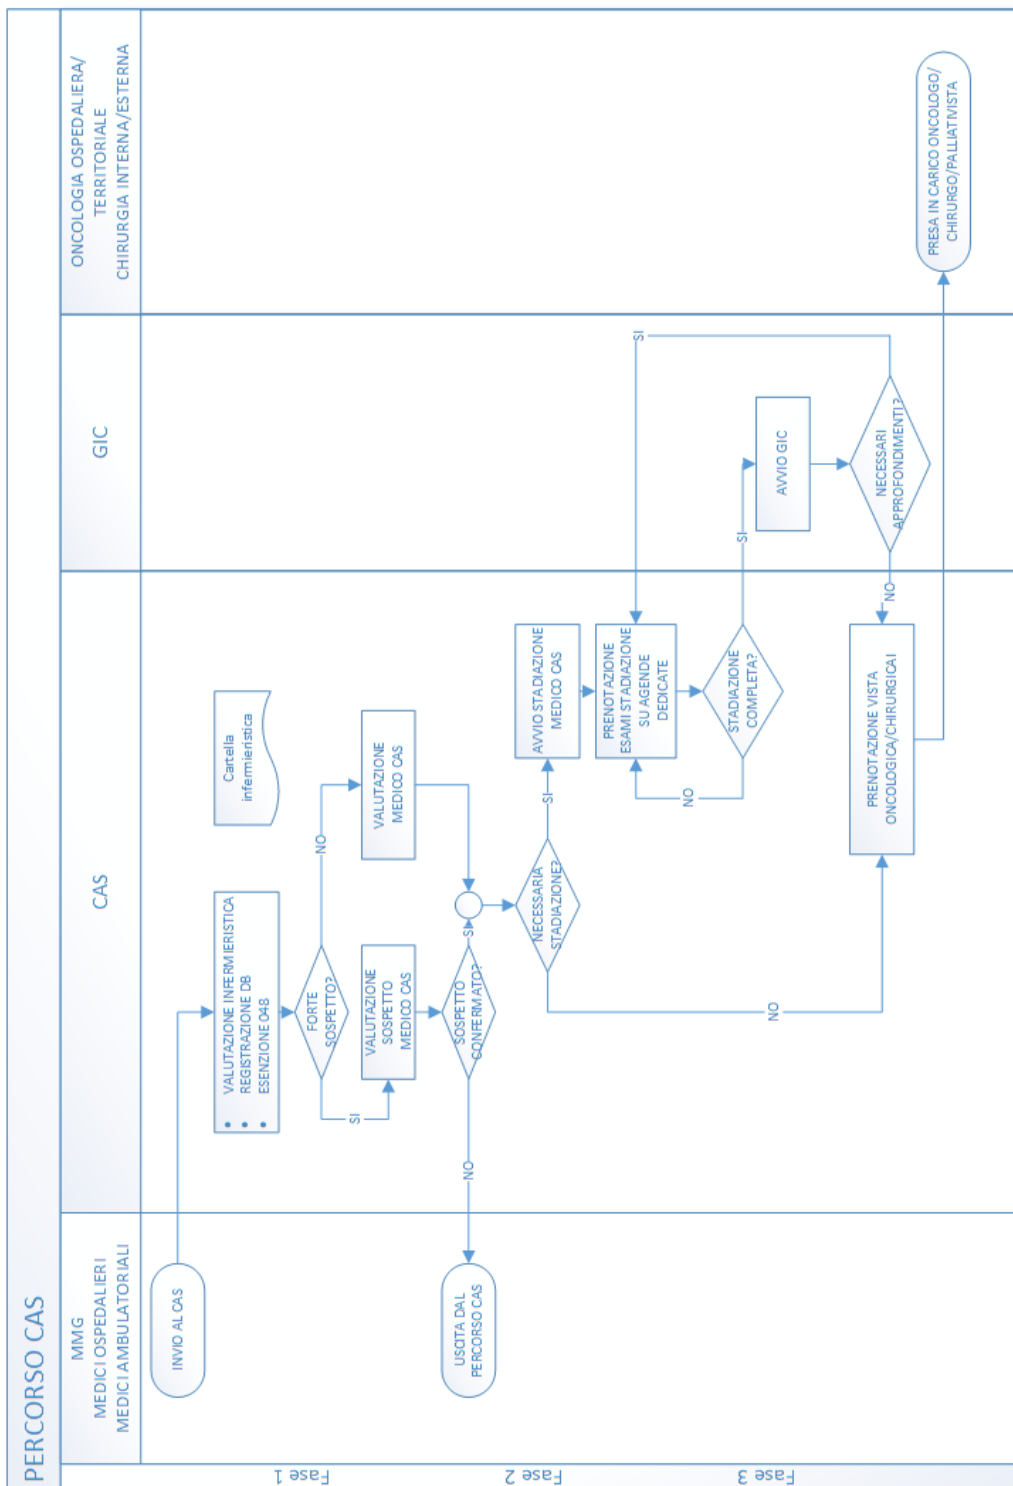 PERCORSO CAS
MMG
MEDICI OSPEDALIERI
MEDICI AMBULATORIALI
CAS
GIC
ONCOLOGIA OSPEDALIERA/
TERRITORIALE
CHIRURGIA INTERNA/ESTERNA
Fase 1
INVIO AL CAS
• VALUTAZIONE INFERMIERISTICA
• REGISTRAZIONE DB
• ESENZIONE 048
Cartella
infermieristica
FORTE
SOSPETTO?
SI
NO
VALUTAZIONE
SOSPETTO
MEDICO CAS
VALUTAZIONE
MEDICO CAS
Fase 2
USCITA DAL
PERCORSO CAS
NO
SOSPETTO
CONFERMATO?
SI
NECESSARIA
STADIAZIONE?
SI
NO
AVVIO STADIAZIONE
MEDICO CAS
PRENOTAZIONE
ESAMI STADIAZIONE
SU AGENDE
DEDICATE
SI
Fase 3
NO
STADIAZIONE
COMPLETA?
SI
AVVIO GIC
NECESSARI
APPROFONDIMENTI?
NO
PRENOTAZIONE VISTA
ONCOLOGICA/CHIRURGICAI
PRESA IN CARICO ONCOLOGO/
CHIRURGO/PALLIATIVISTA